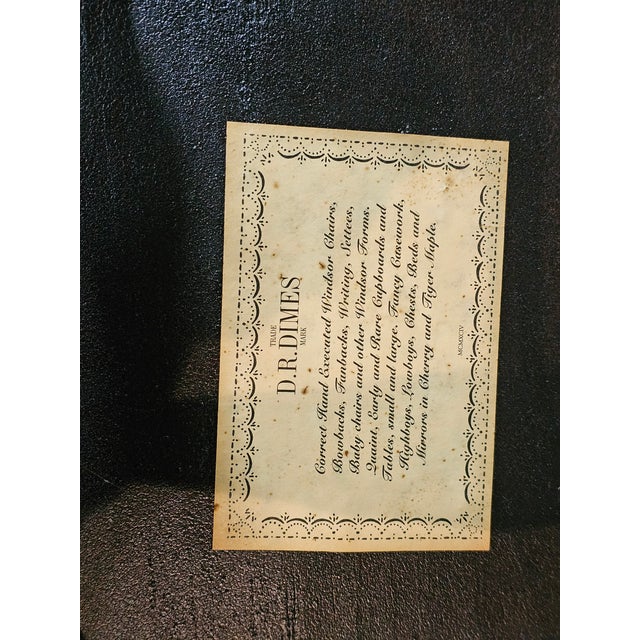 TRADE
D.R.DIMES
MARK
Correct Hand Executed Windsor Chairs,
Bowbacks, Fanbacks, Writing, Settees,
Baby chairs and other Windsor Forms.
Quaint, Early and Rare Cupboards and
Tables, small and large. Fancy Casework,
Highboys, Lowboys, Chests, Beds and
Mirrors in Cherry and Tiger Maple.
MCMXCIV